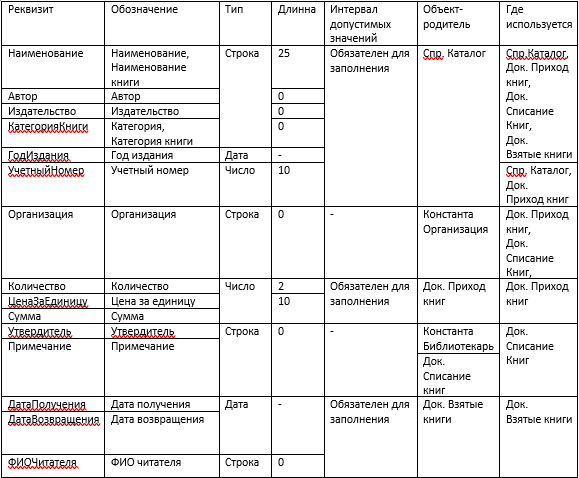 Реквизит
Обозначение
Тип
Длинна
Интервал
допустимых
значений
Объект-
родитель
Где
используется
Наименование
Наименование,
Наименование
книги
Строка
25
Обязателен для
заполнения
Спр. Каталог
Спр.Каталог,
Док. Приход
книг,
Док.
Списание
Книг,
Док.
Взятые книги
Автор
Автор
0
Издательство
Издательство
0
КатегорияКниги
Категория,
Категория книги
0
ГодИздания
Год издания
Дата
-
УчетныйНомер
Учетный номер
Число
10
Спр. Каталог,
Док.
Приход книг
Организация
Организация
Строка
0
-
Константа
Организация
Док. Приход
книг,
Док.
Списание
Книг,
Количество
Количество
Число
2
Обязателен для
заполнения
Док. Приход
книг
Док. Приход
книг
ЦенаЗаЕдиницу
Цена за единицу
10
Сумма
Сумма
Утвердитель
Утвердитель
Строка
0
-
Константа
Библиотекарь
Док.
Списание
Книг
Примечание
Примечание
Док.
Списание
книг
ДатаПолучения
Дата получения
Дата
-
Обязателен для
заполнения
Док. Взятые
книги
Док.
Взятые книги
ДатаВозвращения
Дата возвращения
ФИОЧитателя
ФИО читателя
Строка
0